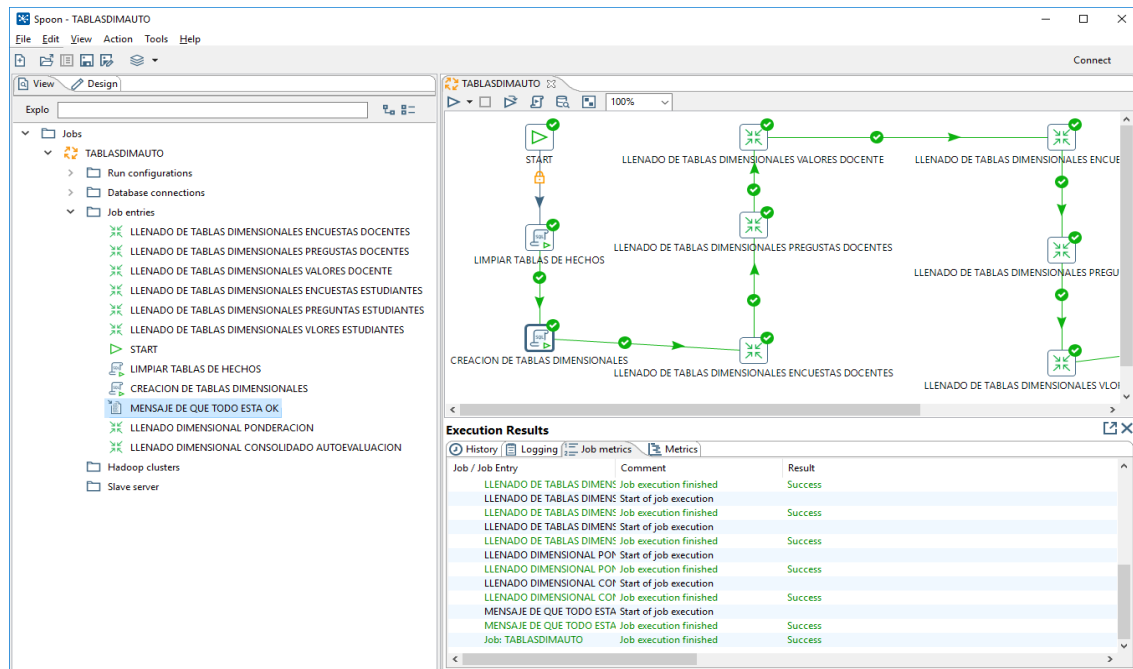 Spoon - TABLASDIMAUTO
File Edit View Action Tools Help
Connect
View Design
Explo
Jobs
TABLASDIMAUTO
Run configurations
Database connections
Job entries
LLENADO DE TABLAS DIMENSIONALES ENCUESTAS DOCENTES
LLENADO DE TABLAS DIMENSIONALES PREGUSTAS DOCENTES
LLENADO DE TABLAS DIMENSIONALES VALORES DOCENTE
LLENADO DE TABLAS DIMENSIONALES ENCUESTAS ESTUDIANTES
LLENADO DE TABLAS DIMENSIONALES PREGUNTAS ESTUDIANTES
LLENADO DE TABLAS DIMENSIONALES VLORES ESTUDIANTES
START
LIMPIAR TABLAS DE HECHOS
CREACION DE TABLAS DIMENSIONALES
MENSAJE DE QUE TODO ESTA OK
LLENADO DIMENSIONAL PONDERACION
LLENADO DIMENSIONAL CONSOLIDADO AUTOEVALUACION
Hadoop clusters
Slave server
TABLASDIMAUTO
100%
START
LLENADO DE TABLAS DIMENSIONALES VALORES DOCENTE
LLENADO DE TABLAS DIMENSIONALES ENCUE
LLENADO DE TABLAS DIMENSIONALES PREGUSTAS DOCENTES
LIMPIAR TABLAS DE HECHOS
LLENADO DE TABLAS DIMENSIONALES PREGU
CREACION DE TABLAS DIMENSIONALES
LLENADO DE TABLAS DIMENSIONALES ENCUESTAS DOCENTES
LLENADO DE TABLAS DIMENSIONALES VLOI
Execution Results
History Logging Job metrics Metrics
Job / Job Entry Comment Result
LLENADO DE TABLAS DIMENS Job execution finished Success
LLENADO DE TABLAS DIMENS Start of job execution
LLENADO DE TABLAS DIMENS Job execution finished Success
LLENADO DE TABLAS DIMENS Start of job execution
LLENADO DE TABLAS DIMENS Job execution finished Success
LLENADO DIMENSIONAL PON Start of job execution
LLENADO DIMENSIONAL PON Job execution finished Success
LLENADO DIMENSIONAL COI Start of job execution
LLENADO DIMENSIONAL COI Job execution finished Success
MENSAJE DE QUE TODO ESTA Start of job execution
MENSAJE DE QUE TODO ESTA Job execution finished Success
Job: TABLASDIMAUTO Job execution finished Success